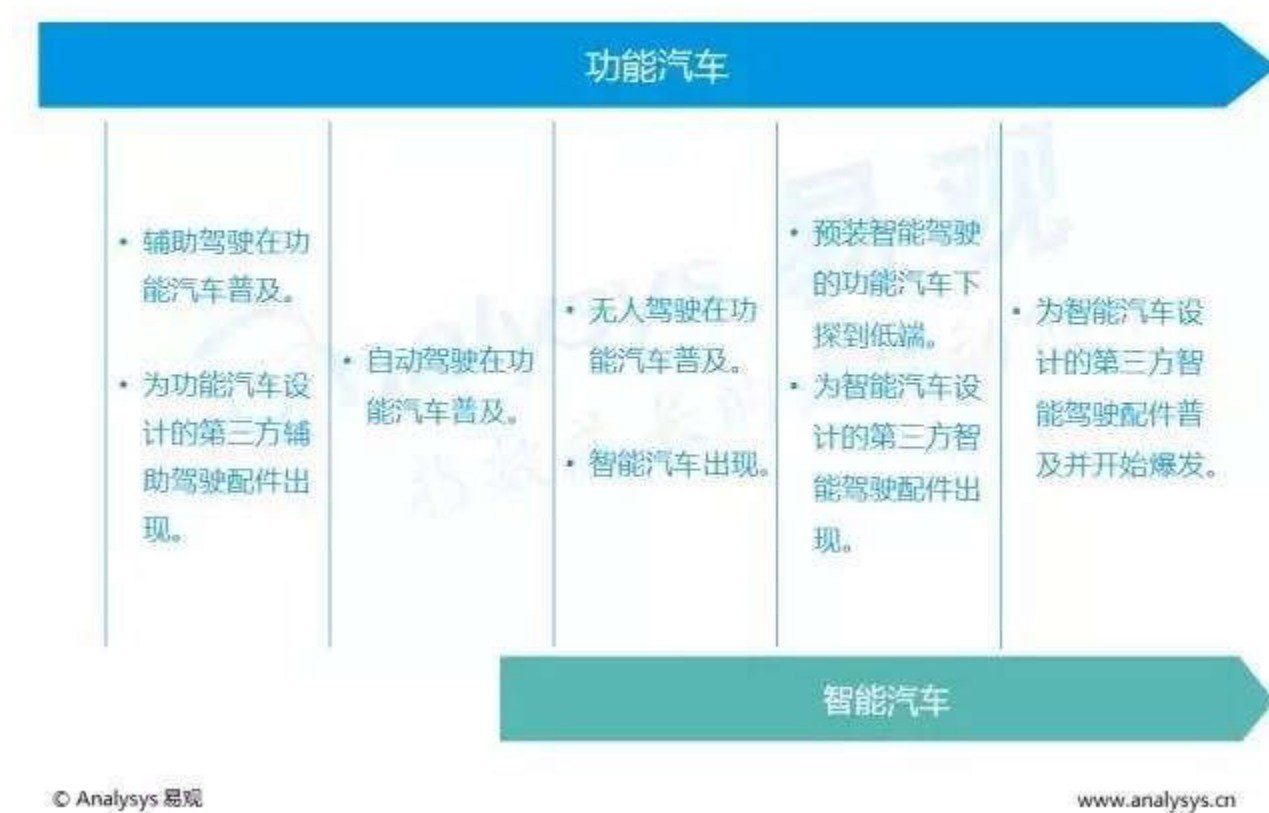 功能汽车
• 辅助驾驶在功
能汽车普及。
• 为功能汽车设
计的第三方辅
助驾驶配件出
现。
• 自动驾驶在功
能汽车普及。
• 无人驾驶在功
能汽车普及。
• 智能汽车出现。
• 预装智能驾驶
的功能汽车下
探到低端。
• 为智能汽车设
计的第三方智
能驾驶配件出
现。
• 为智能汽车设
计的第三方智
能驾驶配件普
及并开始爆发。
智能汽车
© Analysys 易观
www.analysys.cn